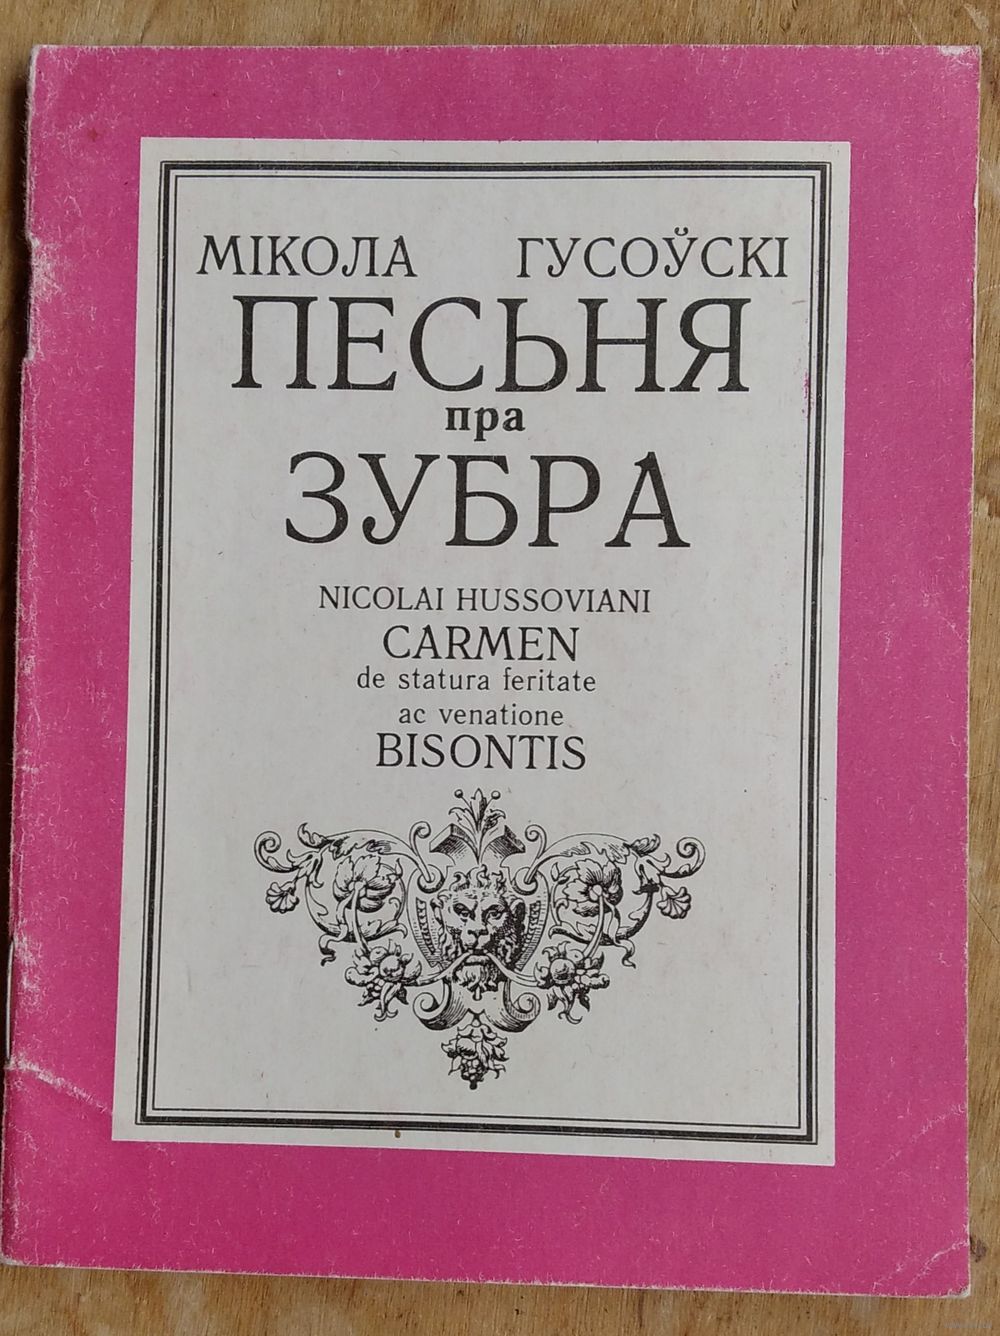 МІКОЛА ГУСОЎСКІ
ПЕСЬНЯ
пра
ЗУБРА
NICOLAI HUSSOVIANI
CARMEN
de statura feritate
ac venatione
BISONTIS